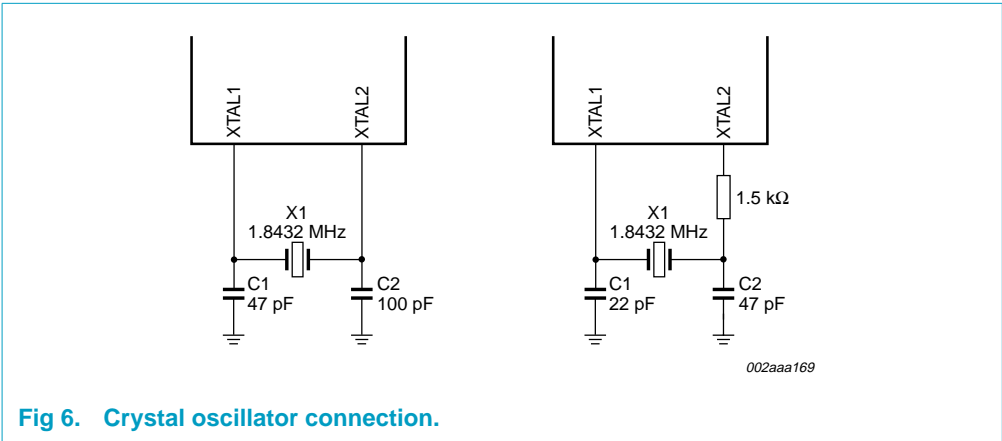 XTAL1
XTAL2
X1
1.8432 MHz
C1
47 pF
C2
100 pF
XTAL1
XTAL2
1.5 kΩ
X1
1.8432 MHz
C1
22 pF
C2
47 pF
002aaa169
Fig 6. Crystal oscillator connection.